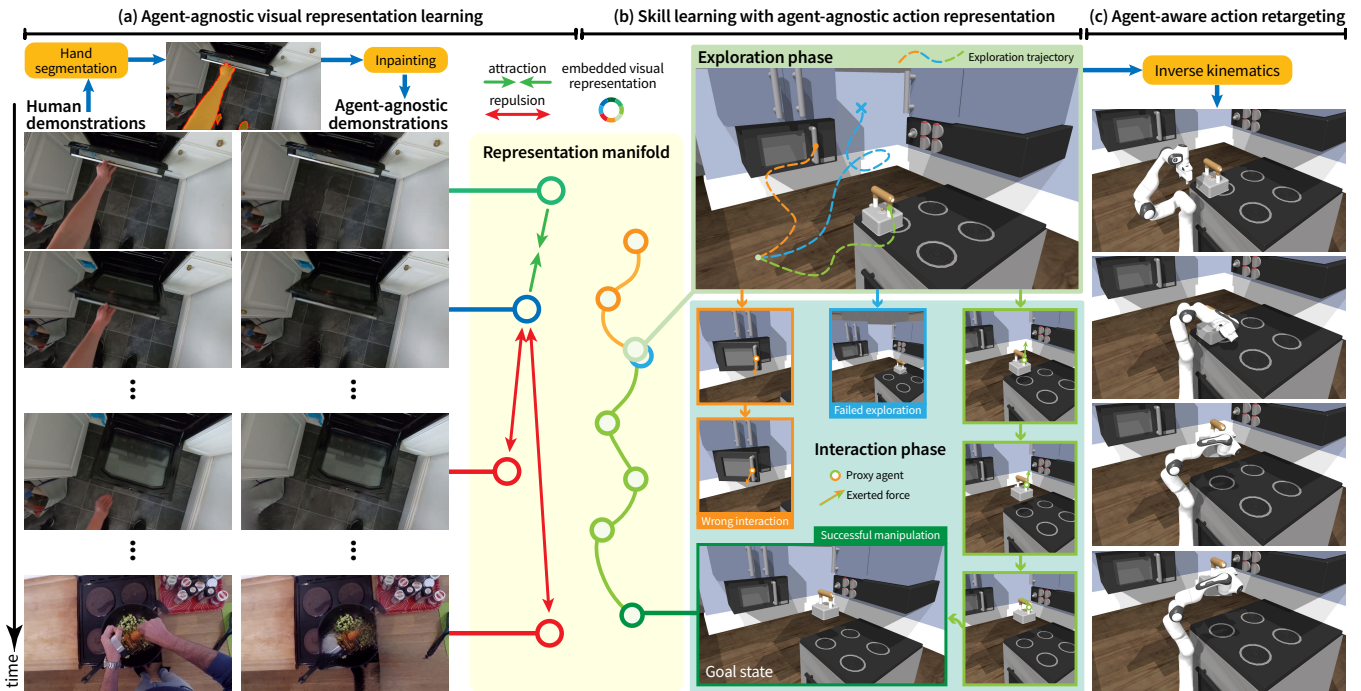 (a) Agent-agnostic visual representation learning
Hand
segmentation
Inpainting
Human
demonstrations
Agent-agnostic
demonstrations
time
attraction
repulsion
embedded visual
representation
Representation manifold
(b) Skill learning with agent-agnostic action representation
Exploration phase
Exploration trajectory
Failed exploration
Wrong interaction
Interaction phase
Proxy agent
Exerted force
Successful manipulation
Goal state
(c) Agent-aware action retargeting
Inverse kinematics